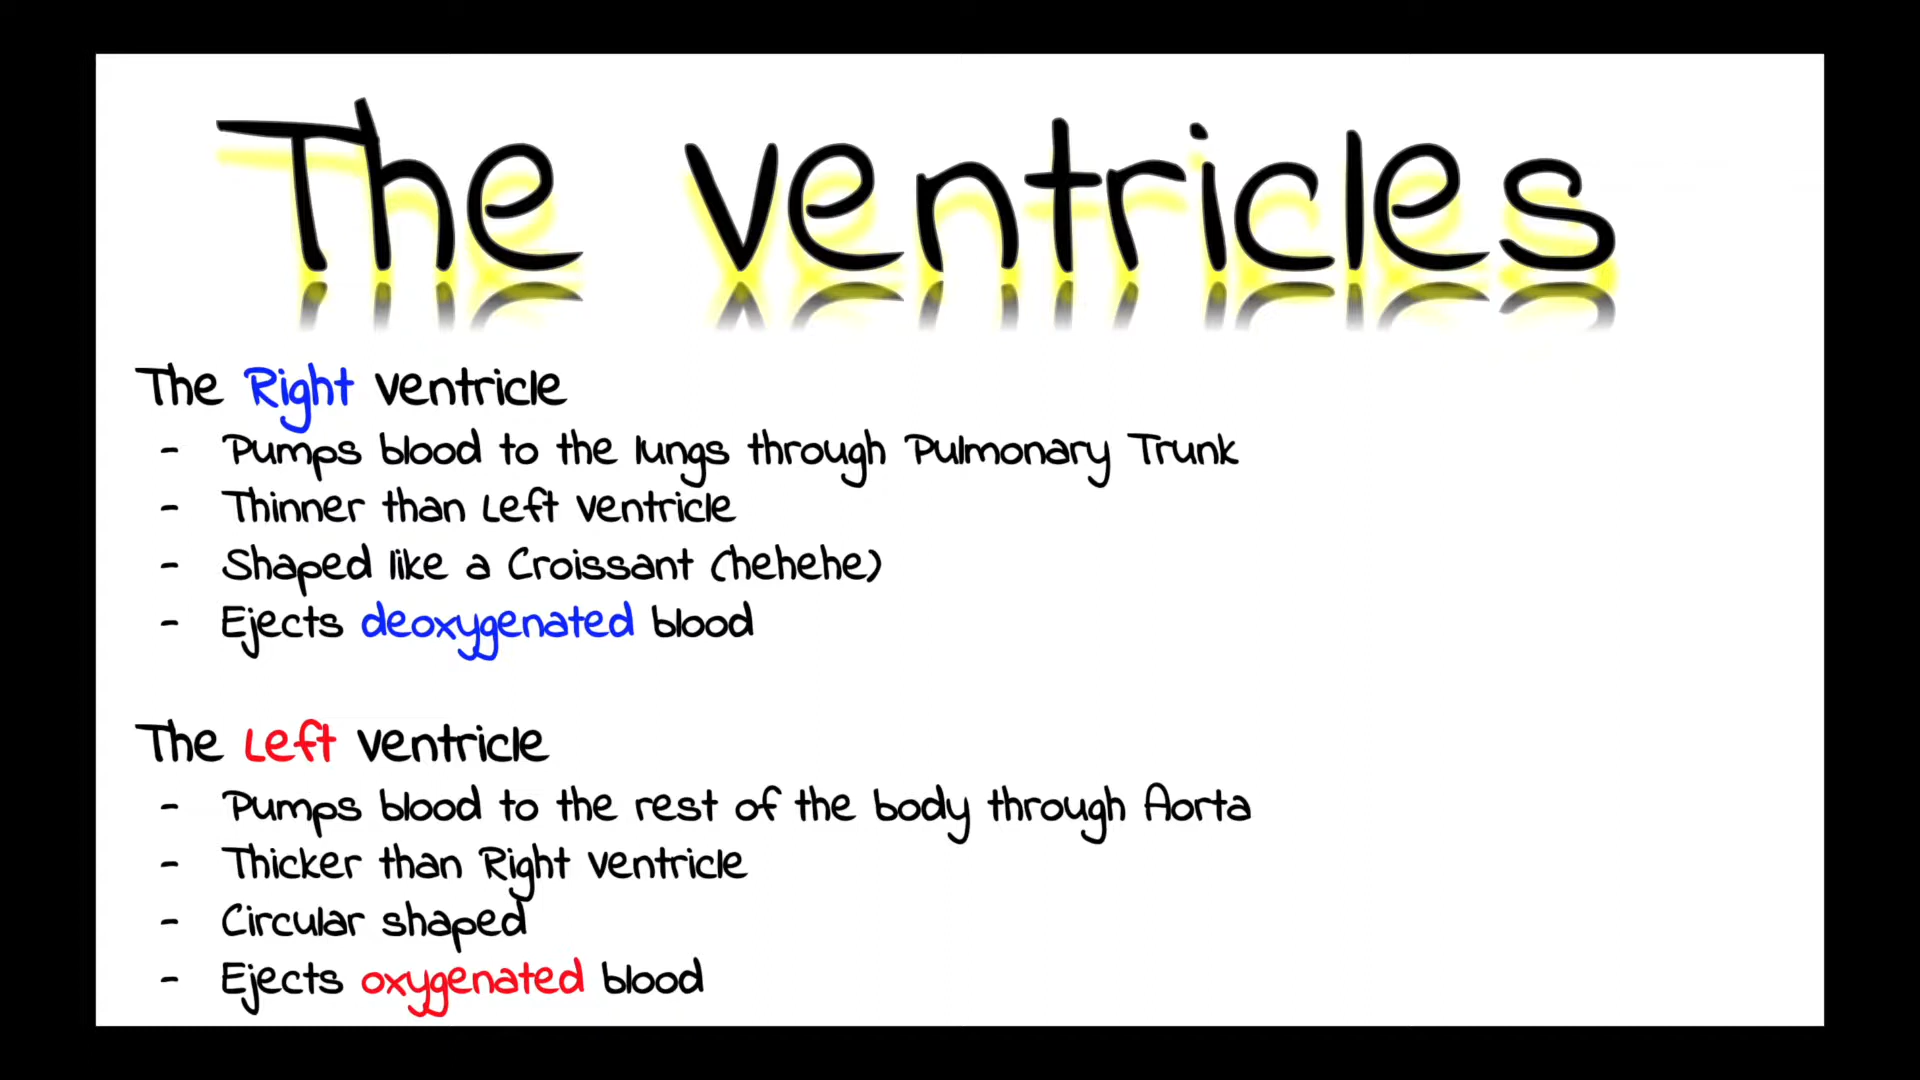 The Ventricles
The Right Ventricle
- Pumps blood to the lungs through Pulmonary Trunk
- Thinner than Left Ventricle
- Shaped like a Croissant (hehehe)
- Ejects deoxygenated blood
The Left Ventricle
- Pumps blood to the rest of the body through Aorta
- Thicker than Right Ventricle
- Circular shaped
- Ejects oxygenated blood